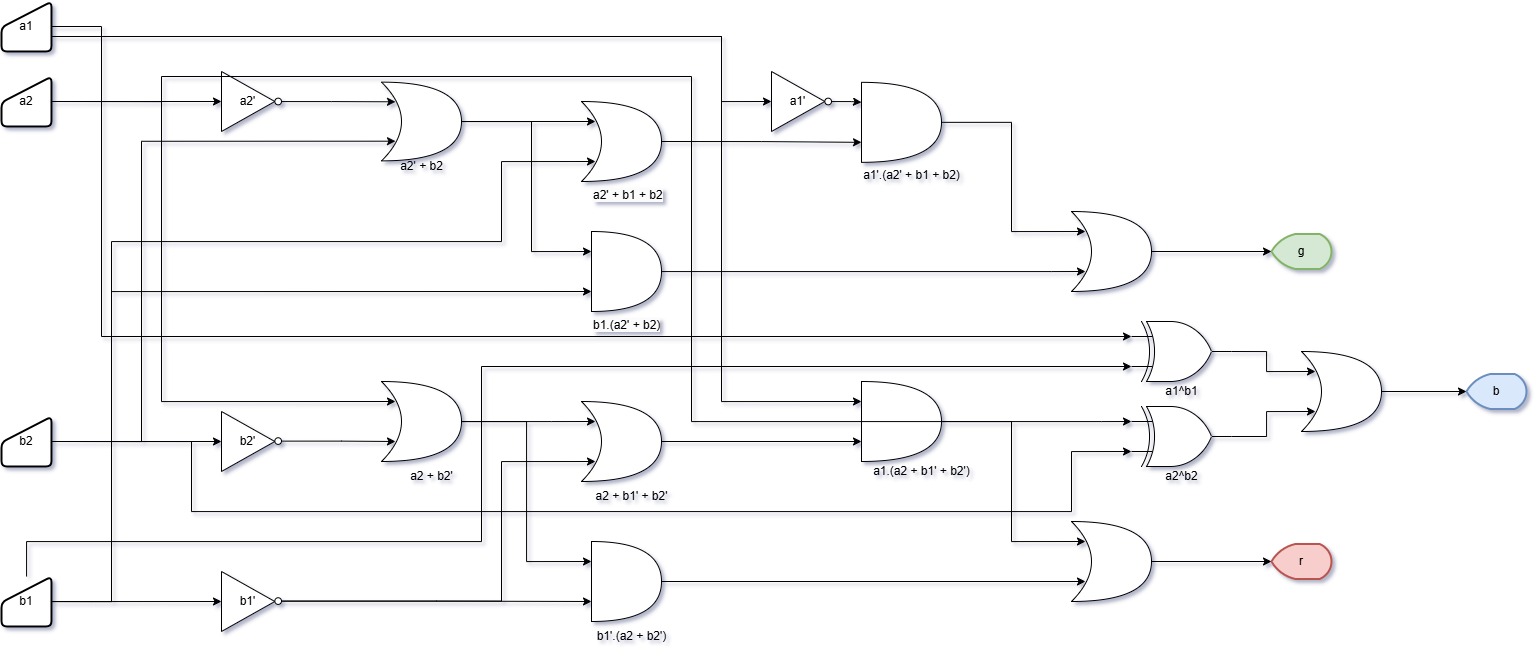 a1
a2
a2'
a1'
a2' + b2
a1'.(a2' + b1 + b2)
a2' + b1 + b2
g
b1.(a2' + b2)
a1^b1
b
b2
b2'
a2 + b2'
a1.(a2 + b1' + b2')
a2^b2
a2 + b1' + b2'
r
b1
b1'
b1'.(a2 + b2')